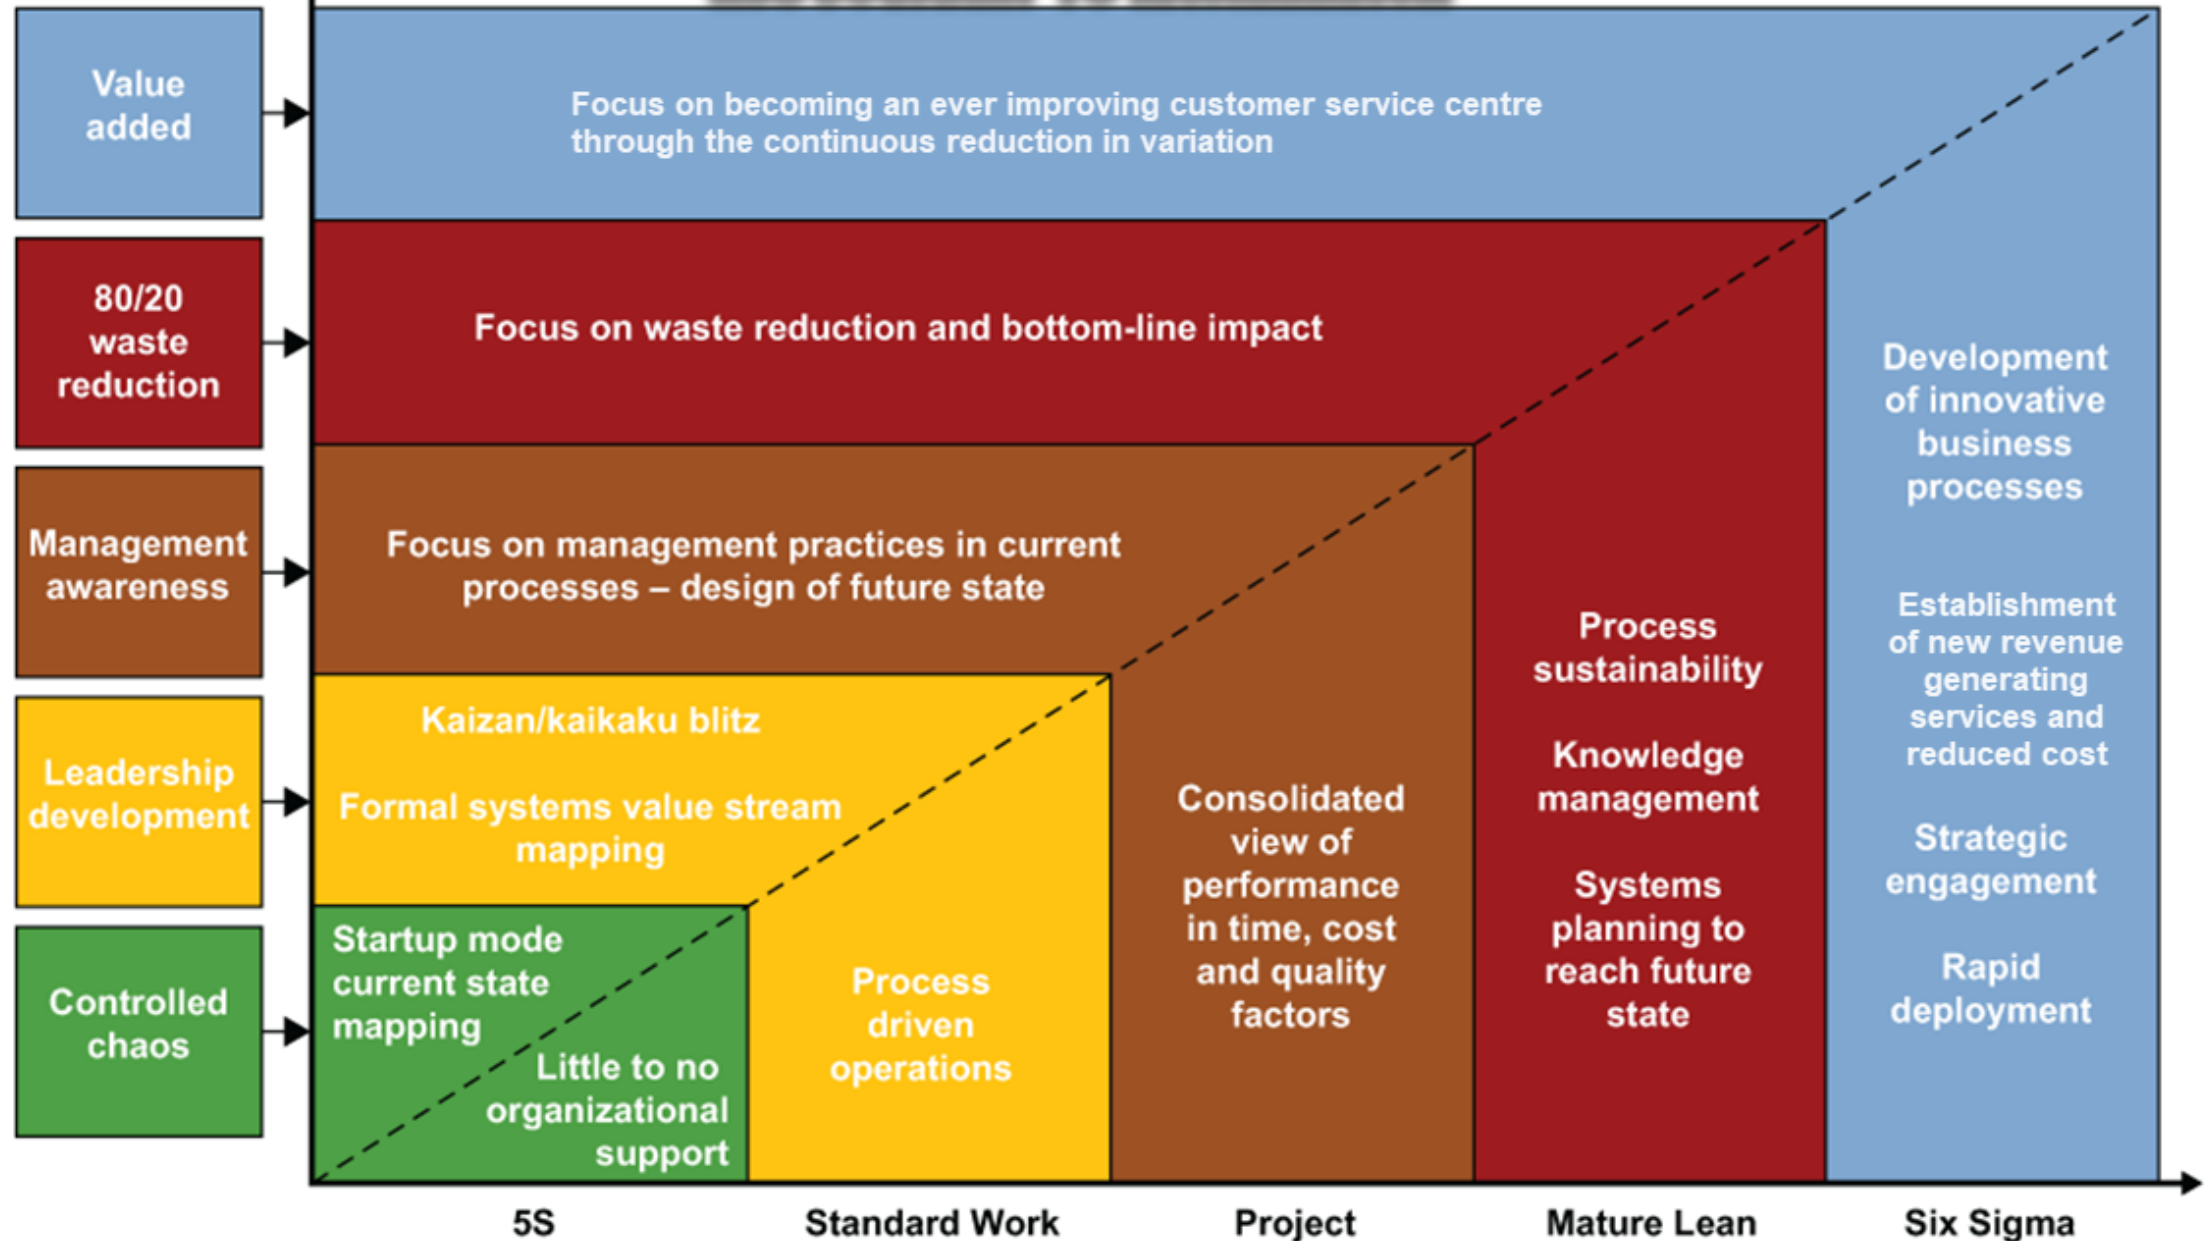 Value
added
Focus on becoming an ever improving customer service centre
through the continuous reduction in variation
80/20
waste
reduction
Focus on waste reduction and bottom-line impact
Development
of innovative
business
processes
Management
awareness
Focus on management practices in current
processes – design of future state
Establishment
of new revenue
generating
services and
reduced cost
Process
sustainability
Leadership
development
Kaizan/kaikaku blitz
Formal systems value stream
mapping
Consolidated
view of
performance
in time, cost
and quality
factors
Knowledge
management
Systems
planning to
reach future
state
Strategic
engagement
Rapid
deployment
Controlled
chaos
Startup mode
current state
mapping
Little to no
organizational
support
Process
driven
operations
5S
Standard Work
Project
Mature Lean
Six Sigma